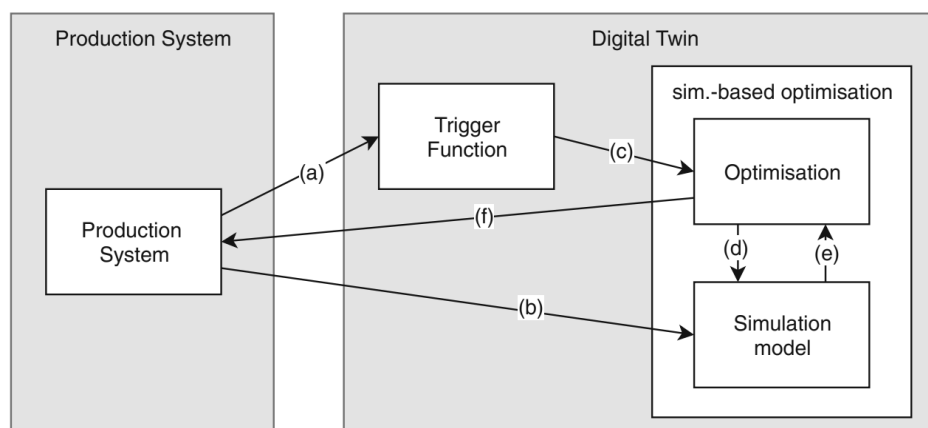 Production System
Digital Twin
sim.-based optimisation
Trigger
Function
Optimisation
Production
System
Simulation
model
(a)
(c)
(f)
(d)
(e)
(b)